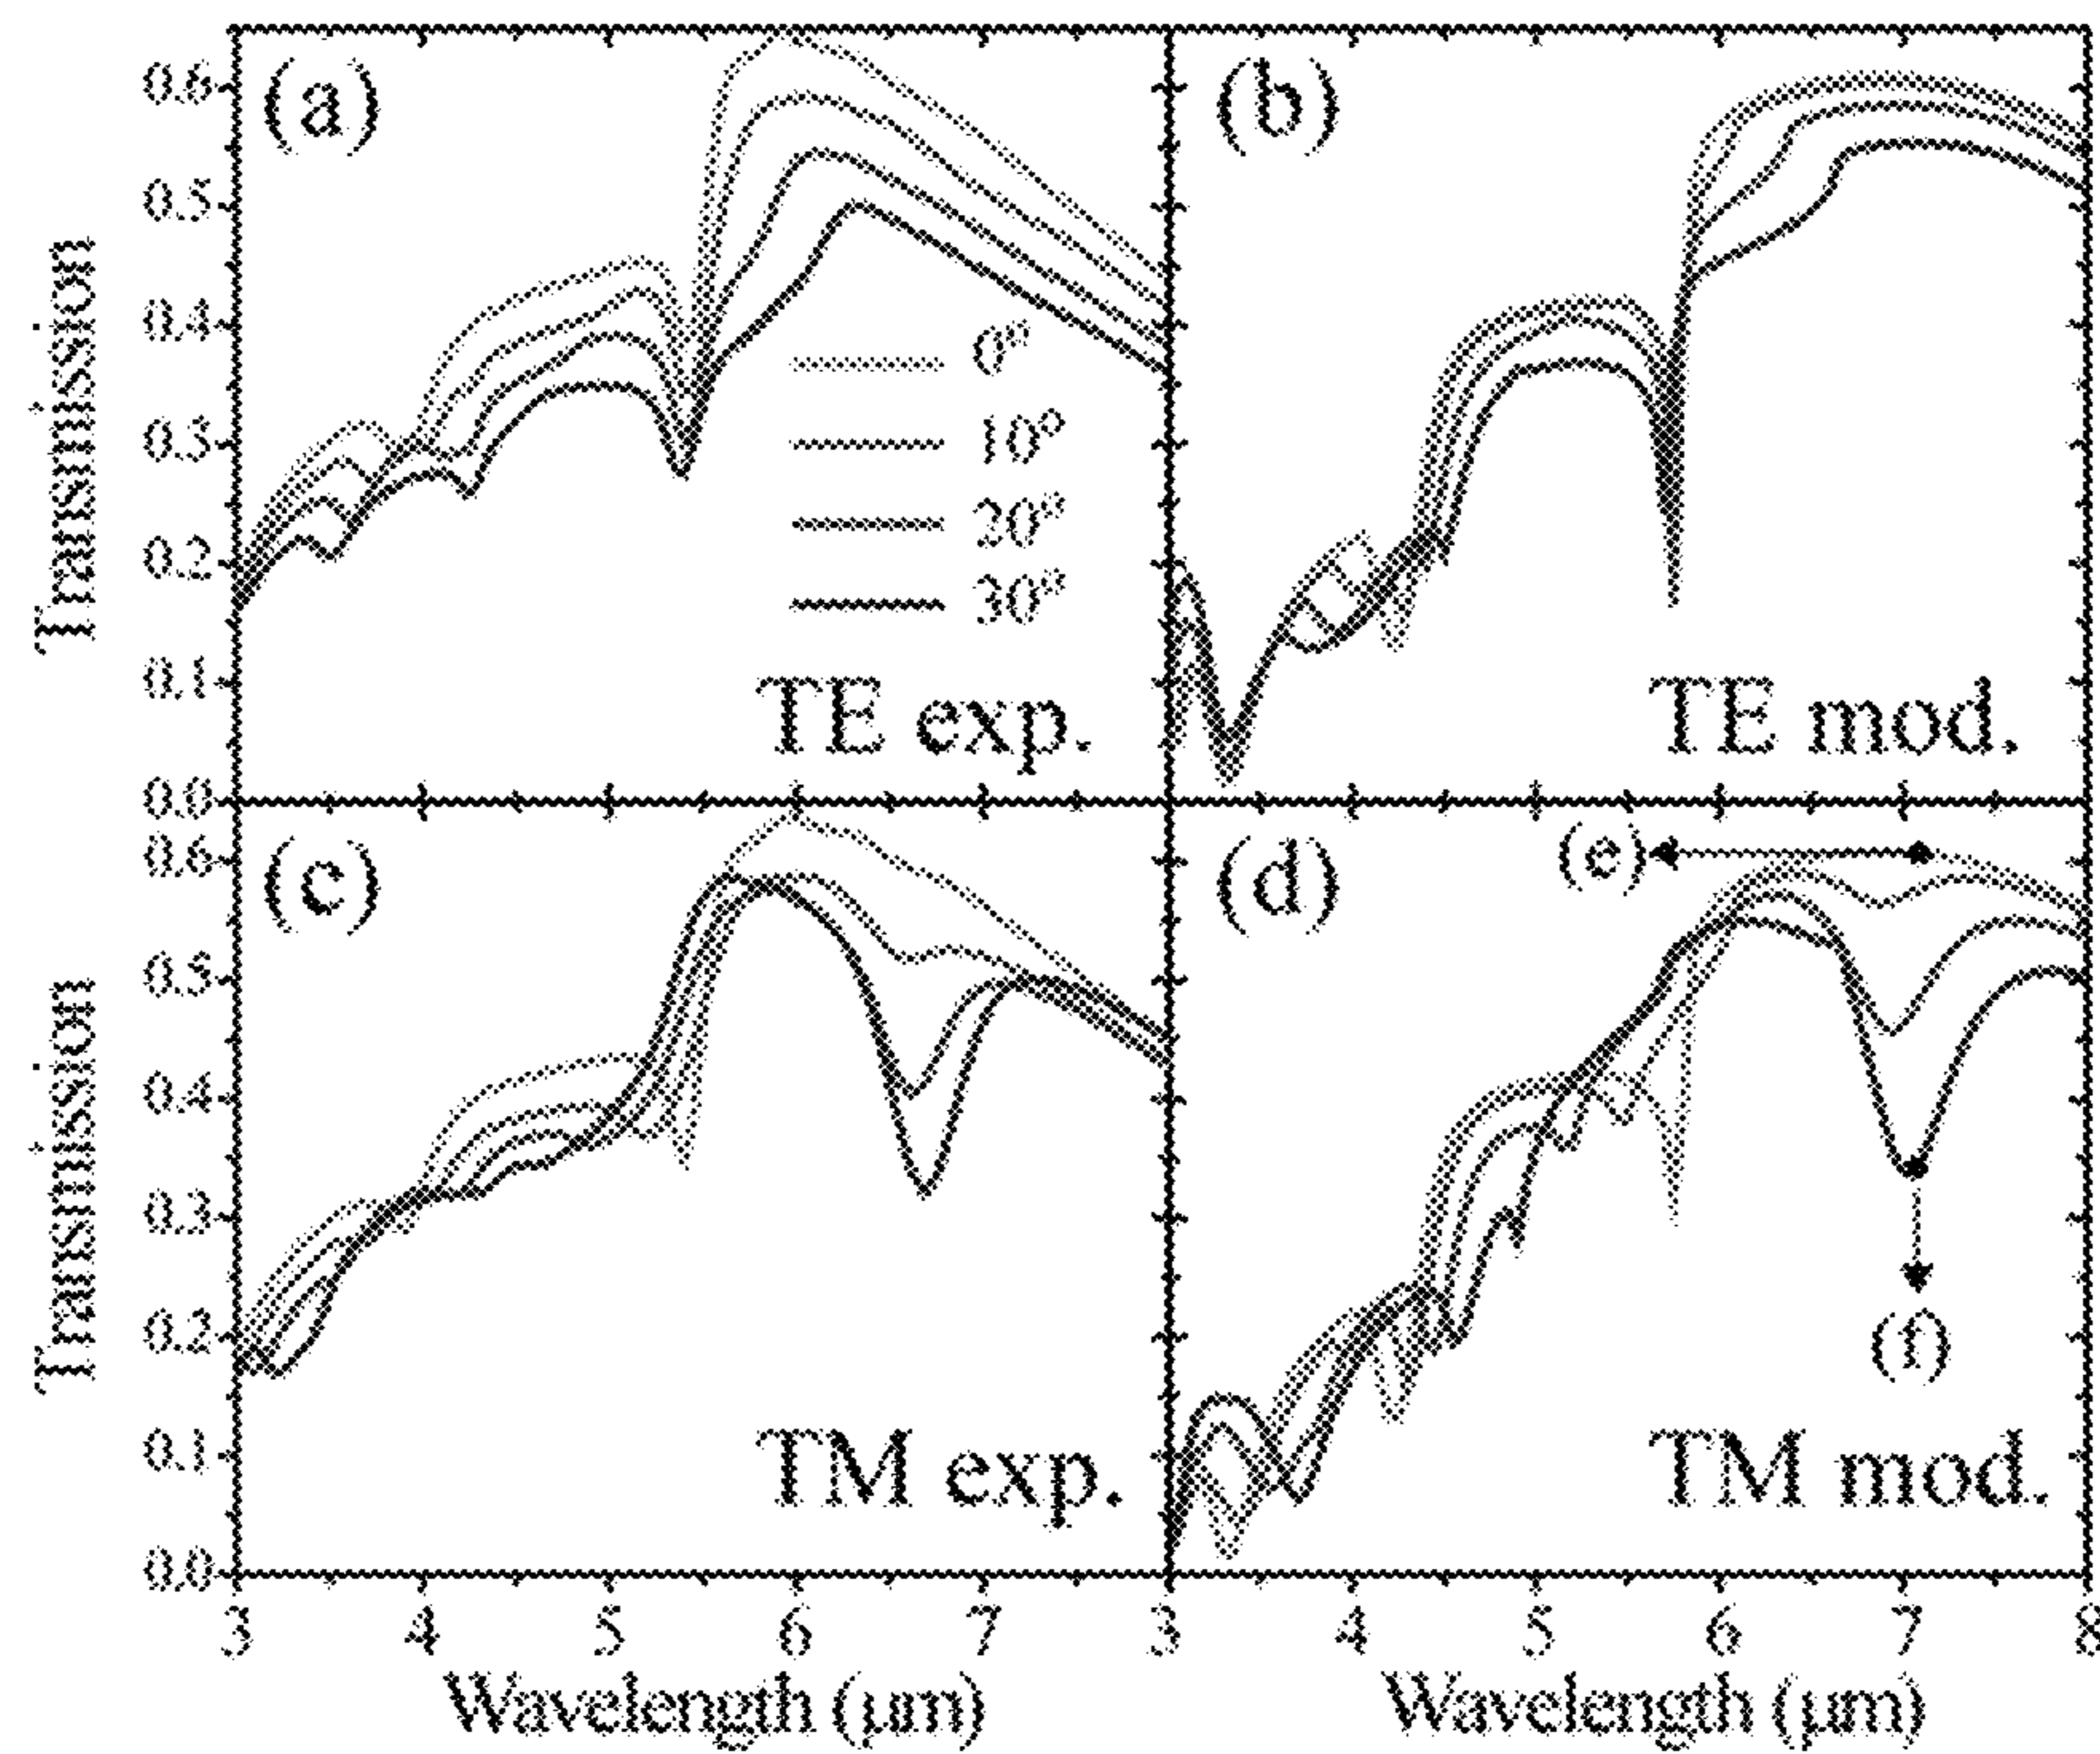 (a)
(b)
0.6
0.5
0.4
0.3
0.2
0.1
0.0
Transmission
0°
10°
20°
30°
TE exp.
TE mod.
(c)
(d)
(e)
(f)
0.6
0.5
0.4
0.3
0.2
0.1
0.0
Transmission
TM exp.
TM mod.
3 4 5 6 7 3 4 5 6 7 8
Wavelength (μm) Wavelength (μm)